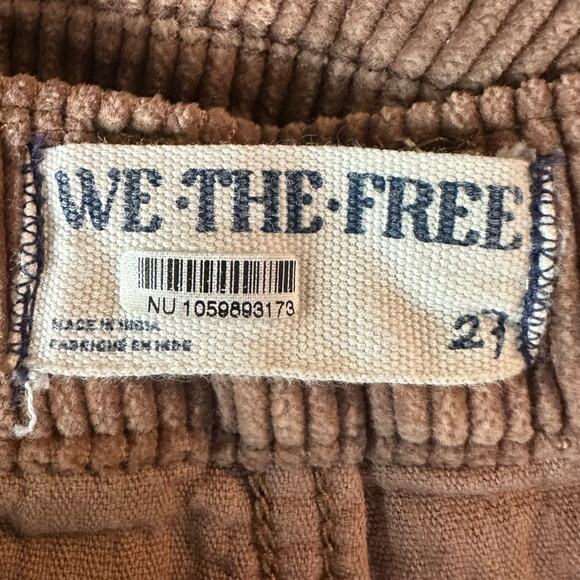 WE·THE·FREE
NU 1059893173
MADE IN INDIA
FABRIQUÉ EN INDE
27